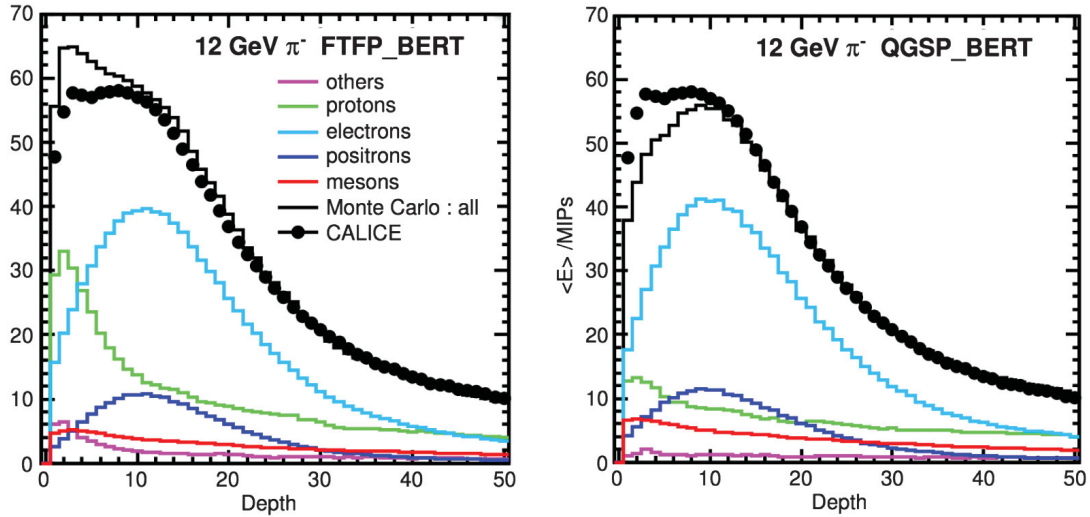 12 GeV π⁻ FTFP_BERT
others
protons
electrons
positrons
mesons
Monte Carlo : all
CALICE
70
60
50
40
30
20
10
0
0 10 20 30 40 50
Depth
12 GeV π⁻ QGSP_BERT
<E> /MIPs
70
60
50
40
30
20
10
0
0 10 20 30 40 50
Depth